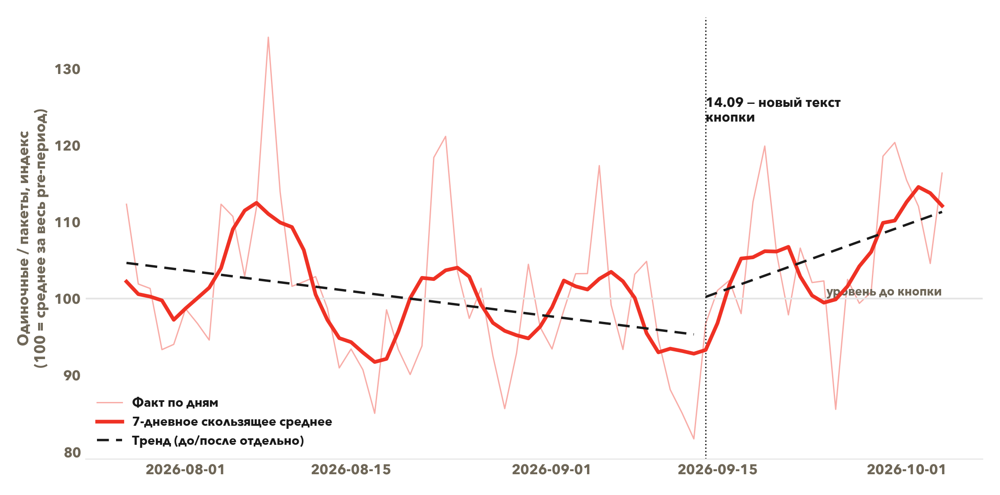 Одиночные / пакеты, индекс
(100 = среднее за весь pre-период)
130
120
110
100
90
80
14.09 – новый текст
кнопки
уровень до кнопки
Факт по дням
7-дневное скользящее среднее
Тренд (до/после отдельно)
2026-08-01
2026-08-15
2026-09-01
2026-09-15
2026-10-01